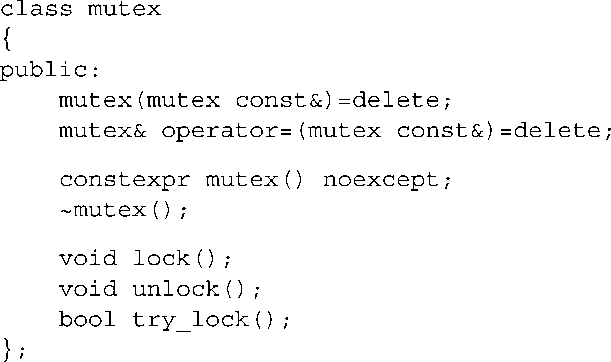 class mutex
{
public:
    mutex(mutex const&)=delete;
    mutex& operator=(mutex const&)=delete;
    constexpr mutex() noexcept;
    ~mutex();
    void lock();
    void unlock();
    bool try_lock();
};